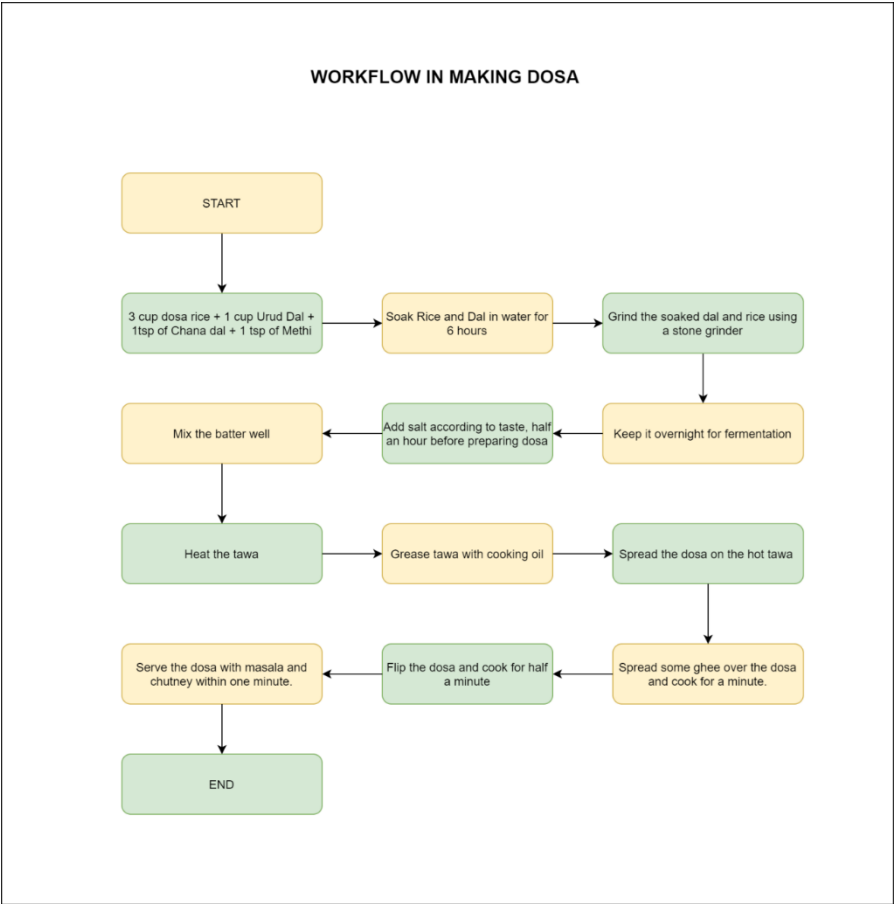 WORKFLOW IN MAKING DOSA
START
3 cup dosa rice + 1 cup Urud Dal +
1tsp of Chana dal + 1 tsp of Methi
Soak Rice and Dal in water for
6 hours
Grind the soaked dal and rice using
a stone grinder
Keep it overnight for fermentation
Add salt according to taste, half
an hour before preparing dosa
Mix the batter well
Heat the tawa
Grease tawa with cooking oil
Spread the dosa on the hot tawa
Spread some ghee over the dosa
and cook for a minute.
Flip the dosa and cook for half
a minute
Serve the dosa with masala and
chutney within one minute.
END